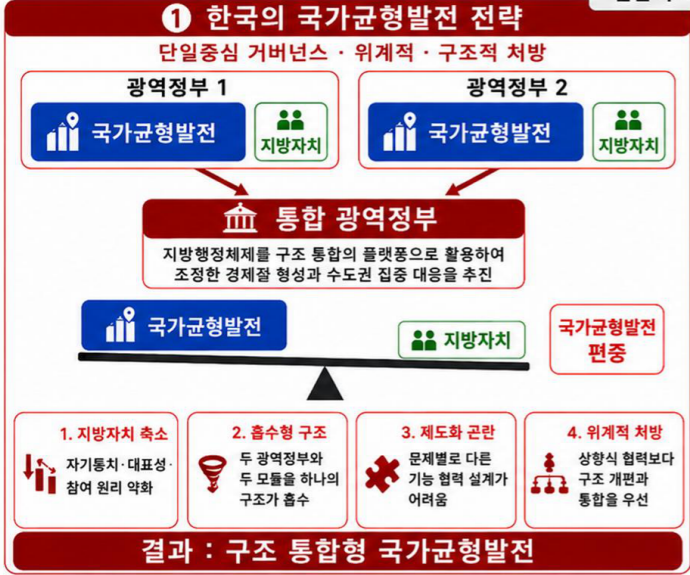 ① 한국의 국가균형발전 전략
단일중심 거버넌스 · 위계적 · 구조적 처방
광역정부 1
국가균형발전
지방자치
광역정부 2
국가균형발전
지방자치
통합 광역정부
지방행정체제를 구조 통합의 플랫폼으로 활용하여
조정한 경제절 형성과 수도권 집중 대응을 추진
국가균형발전
지방자치
국가균형발전
편중
1. 지방자치 축소
자기통치·대표성·
참여 원리 약화
2. 흡수형 구조
두 광역정부와
두 모듈을 하나의
구조가 흡수
3. 제도화 곤란
문제별로 다른
기능 협력 설계가
어려움
4. 위계적 처방
상향식 협력보다
구조 개편과
통합을 우선
결과 : 구조 통합형 국가균형발전